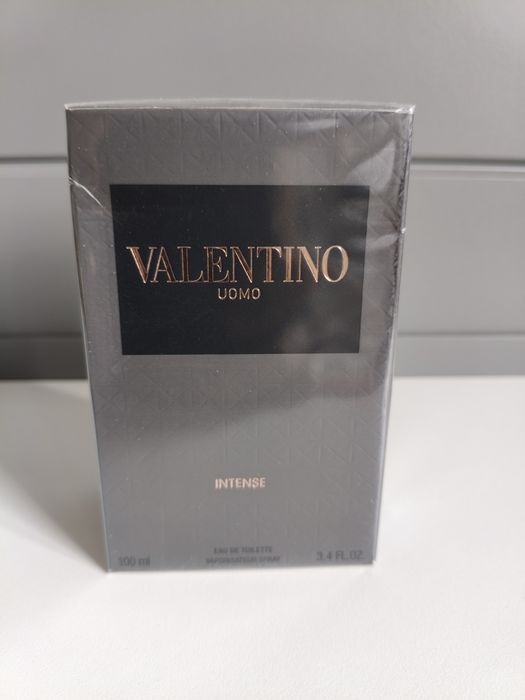 VALENTINO
UOMO
INTENSE
EAU DE TOILETTE
100 ml VAPORISATEUR SPRAY 3.4 FL.OZ